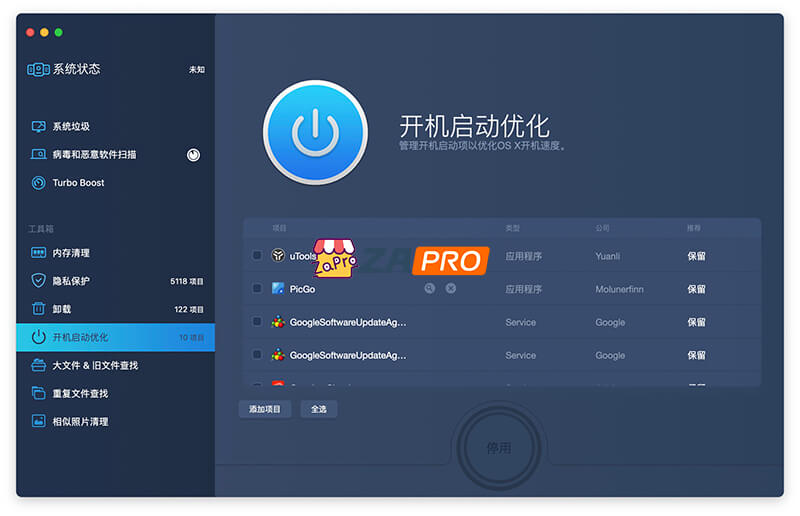 系统状态
未知
系统垃圾
病毒和恶意软件扫描
Turbo Boost
工具箱
内存清理
隐私保护 5118 项目
卸载 122 项目
开机启动优化 10 项目
大文件 & 旧文件查找
重复文件查找
相似照片清理
开机启动优化
管理开机启动项以优化OS X开机速度。
项目 类型 公司 推荐
uTools 应用程序 Yuanli 保留
ZaPro
ZAPRO
PicGo 应用程序 Molunerfinn 保留
GoogleSoftwareUpdateAg... Service Google 保留
GoogleSoftwareUpdateAg... Service Google 保留
添加项目 全选
停用